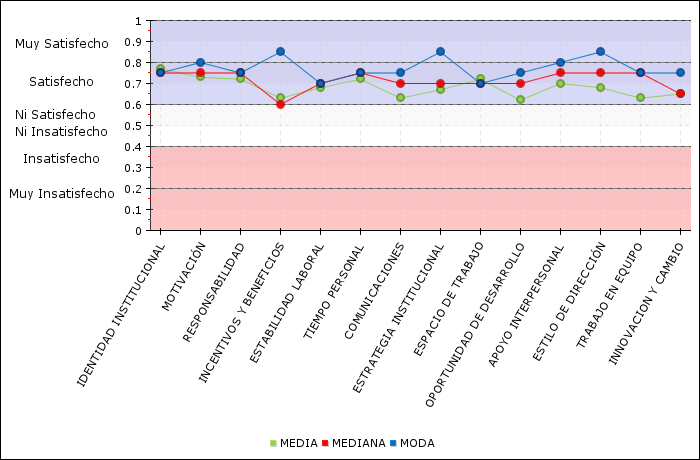 Muy Satisfecho
Satisfecho
Ni Satisfecho
Ni Insatisfecho
Insatisfecho
Muy Insatisfecho
1
0.9
0.8
0.7
0.6
0.5
0.4
0.3
0.2
0.1
0
IDENTIDAD INSTITUCIONAL
MOTIVACIÓN
RESPONSABILIDAD
INCENTIVOS Y BENEFICIOS
ESTABILIDAD LABORAL
TIEMPO PERSONAL
COMUNICACIONES
ESTRATEGIA INSTITUCIONAL
ESPACIO DE TRABAJO
OPORTUNIDAD DE DESARROLLO
APOYO INTERPERSONAL
ESTILO DE DIRECCIÓN
TRABAJO EN EQUIPO
INNOVACION Y CAMBIO
MEDIA MEDIANA MODA